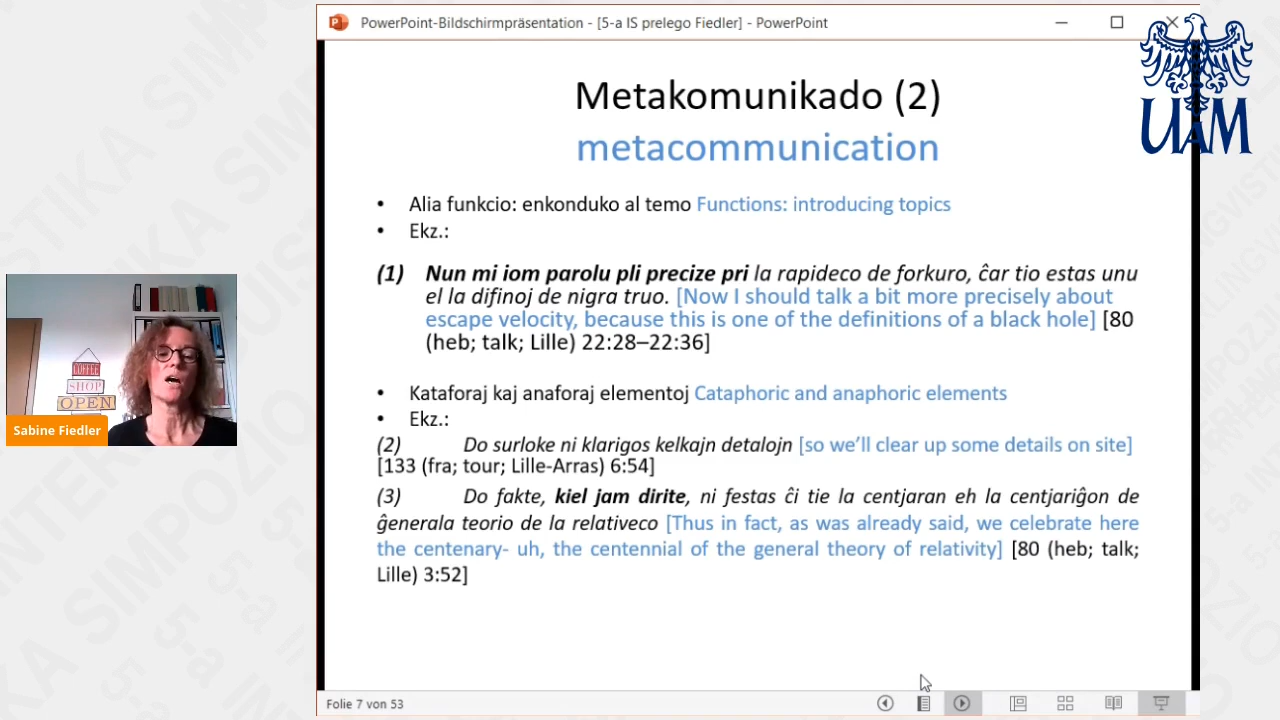 PowerPoint-Bildschirmpräsentation - [5-a IS prelego Fiedler] - PowerPoint
UAM
Metakomunikado (2)
metacommunication
• Alia funkcio: enkonduko al temo Functions: introducing topics
• Ekz.:
(1) Nun mi iom parolu pli precize pri la rapideco de forkuro, ĉar tio estas unu
el la difinoj de nigra truo. [Now I should talk a bit more precisely about
escape velocity, because this is one of the definitions of a black hole] [80
(heb; talk; Lille) 22:28–22:36]
• Kataforaj kaj anaforaj elementoj Cataphoric and anaphoric elements
• Ekz.:
(2) Do surloke ni klarigos kelkajn detalojn [so we’ll clear up some details on site]
[133 (fra; tour; Lille-Arras) 6:54]
(3) Do fakte, kiel jam dirite, ni festas ĉi tie la centjaran eh la centjariĝon de
ĝenerala teorio de la relativeco [Thus in fact, as was already said, we celebrate here
the centenary- uh, the centennial of the general theory of relativity] [80 (heb; talk;
Lille) 3:52]
COFFEE
SHOP
OPEN
Sabine Fiedler
Folie 7 von 53